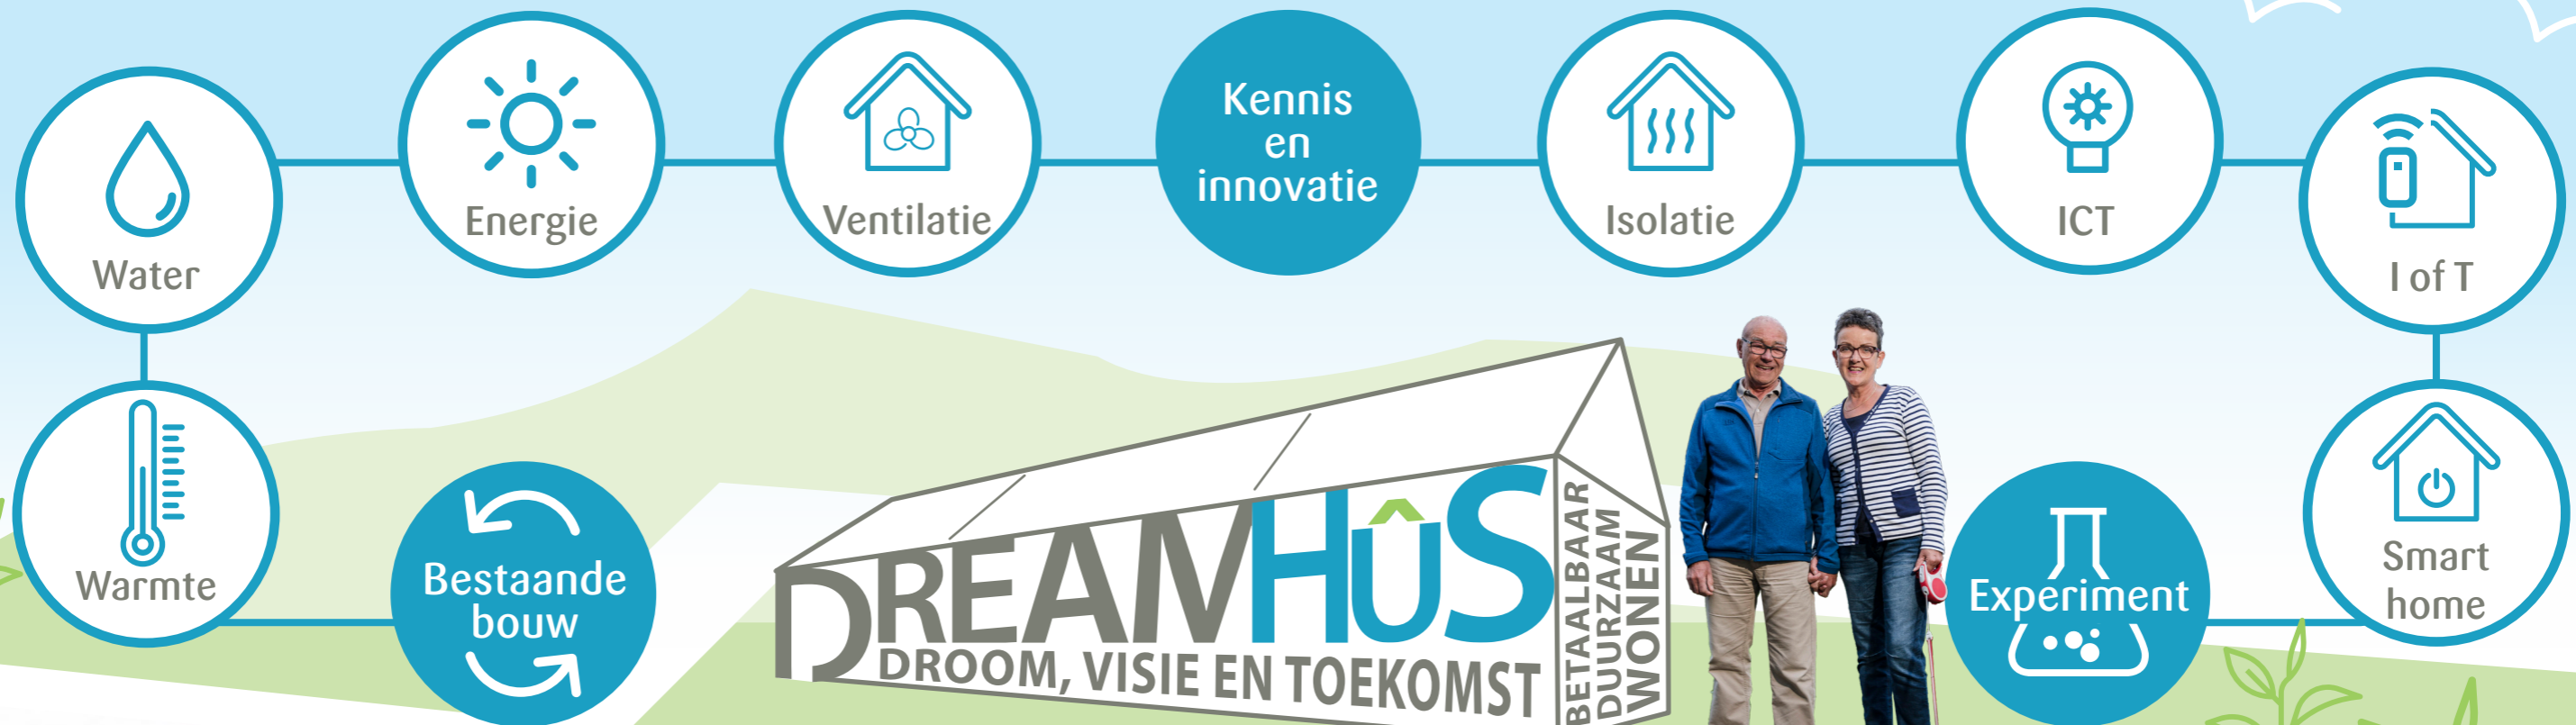 Water
Energie
Ventilatie
Kennis
en
innovatie
Isolatie
ICT
I of T
Warmte
Bestaande
bouw
DREAMHûS
DROOM, VISIE EN TOEKOMST
BETAALBAAR
DUURZAAM
WONEN
Experiment
Smart
home